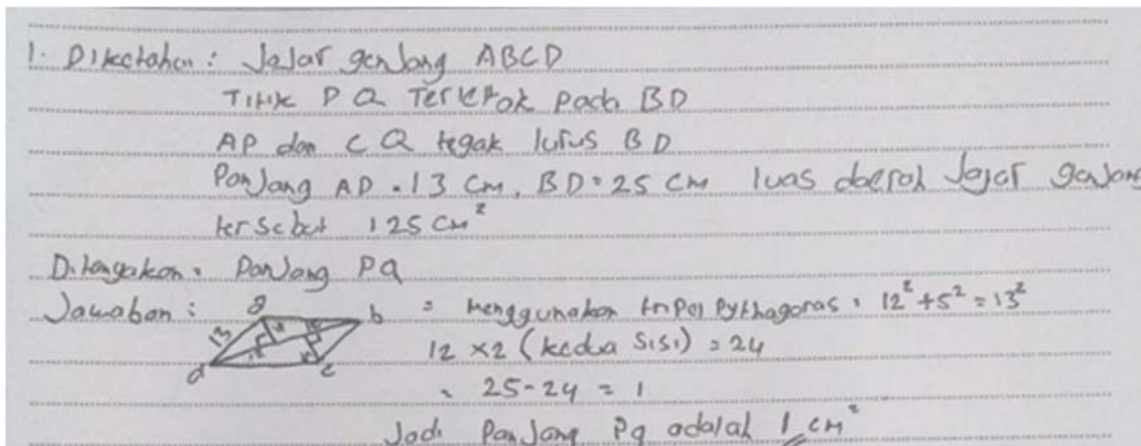 1. Diketahui : Jajar genjang ABCD
Titik P Q Terletak pada BD
AP dan CQ tegak lurus BD
Panjang AD = 13 cm, BD = 25 cm luas daerah Jajar genjang
tersebut 125 cm²
Ditanyakan : Panjang PQ
Jawaban : = Menggunakan tripel Pythagoras : 12² + 5² = 13²
13 a b d c
12 × 2 (kedua sisi) = 24
= 25 - 24 = 1
Jadi Panjang Pq adalah 1 cm²